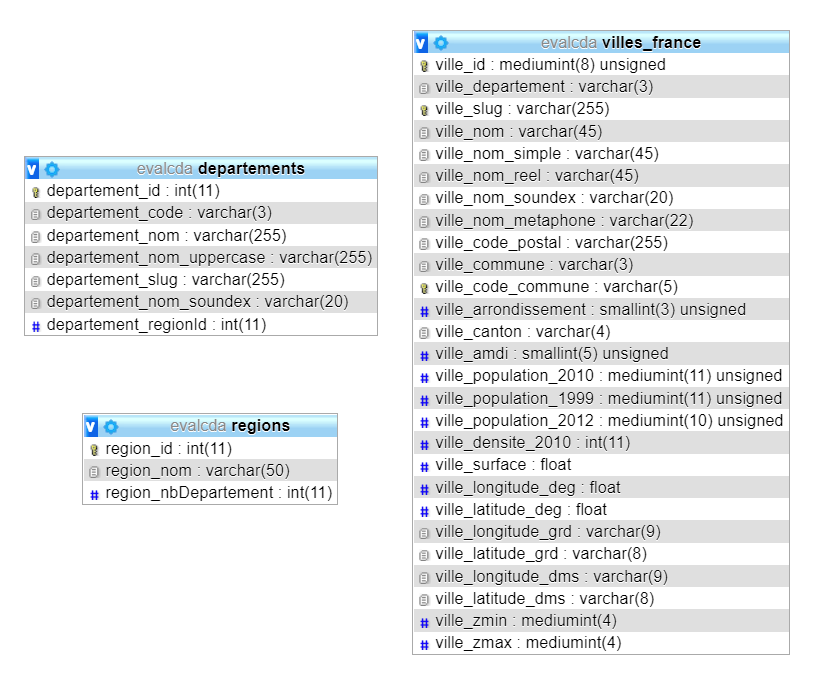 evalcda departements
departement_id : int(11)
departement_code : varchar(3)
departement_nom : varchar(255)
departement_nom_uppercase : varchar(255)
departement_slug : varchar(255)
departement_nom_soundex : varchar(20)
departement_regionId : int(11)
evalcda regions
region_id : int(11)
region_nom : varchar(50)
region_nbDepartement : int(11)
evalcda villes_france
ville_id : mediumint(8) unsigned
ville_departement : varchar(3)
ville_slug : varchar(255)
ville_nom : varchar(45)
ville_nom_simple : varchar(45)
ville_nom_reel : varchar(45)
ville_nom_soundex : varchar(20)
ville_nom_metaphone : varchar(22)
ville_code_postal : varchar(255)
ville_commune : varchar(3)
ville_code_commune : varchar(5)
ville_arrondissement : smallint(3) unsigned
ville_canton : varchar(4)
ville_amdi : smallint(5) unsigned
ville_population_2010 : mediumint(11) unsigned
ville_population_1999 : mediumint(11) unsigned
ville_population_2012 : mediumint(10) unsigned
ville_densite_2010 : int(11)
ville_surface : float
ville_longitude_deg : float
ville_latitude_deg : float
ville_longitude_grd : varchar(9)
ville_latitude_grd : varchar(8)
ville_longitude_dms : varchar(9)
ville_latitude_dms : varchar(8)
ville_zmin : mediumint(4)
ville_zmax : mediumint(4)